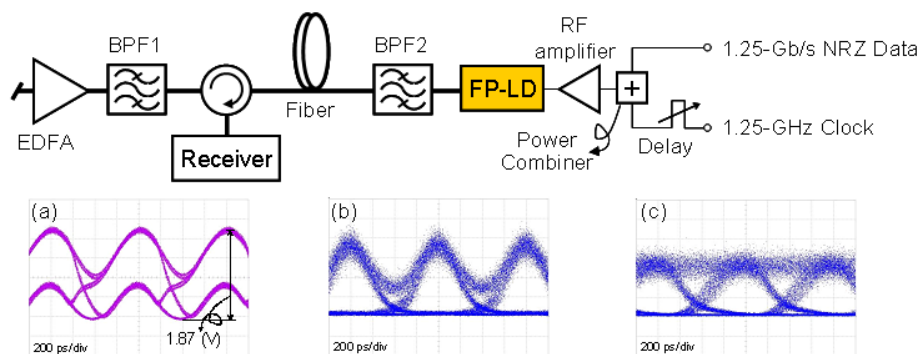 BPF1
BPF2
RF
amplifier
1.25-Gb/s NRZ Data
FP-LD
+
EDFA
Fiber
Receiver
Power
Combiner
Delay
1.25-GHz Clock
(a)
(b)
(c)
1.87 (V)
200 ps/div
200 ps/div
200 ps/div